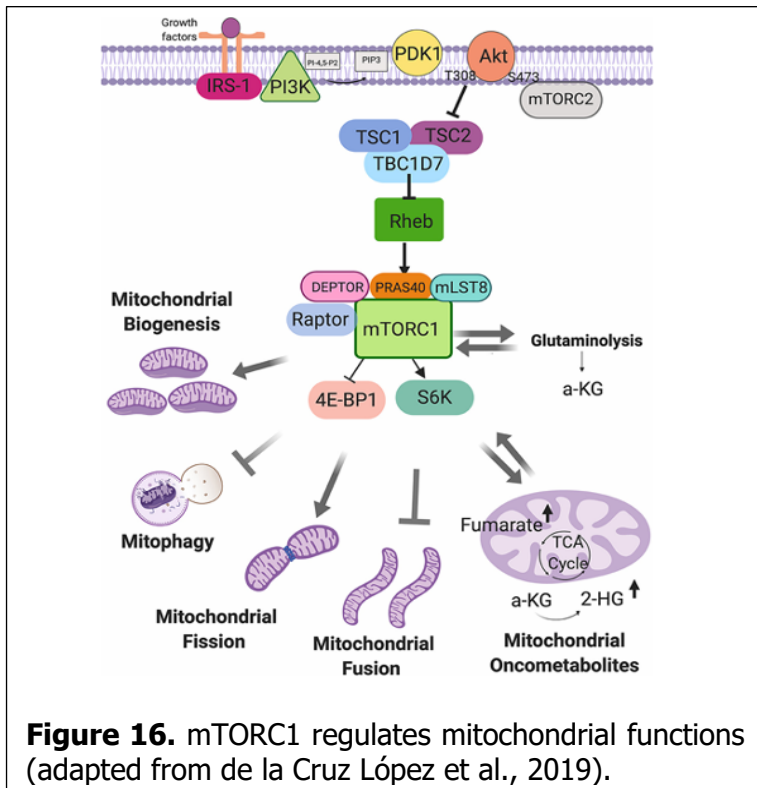 Growth
factors
IRS-1
PI3K
PI-4,5-P2
PIP3
PDK1
Akt
T308
S473
mTORC2
TSC1
TSC2
TBC1D7
Rheb
DEPTOR
PRAS40
mLST8
Raptor
mTORC1
Mitochondrial
Biogenesis
Glutaminolysis
a-KG
4E-BP1
S6K
Mitophagy
Mitochondrial
Fission
Mitochondrial
Fusion
Fumarate
TCA
Cycle
a-KG
2-HG
Mitochondrial
Oncometabolites
Figure 16. mTORC1 regulates mitochondrial functions
(adapted from de la Cruz López et al., 2019).